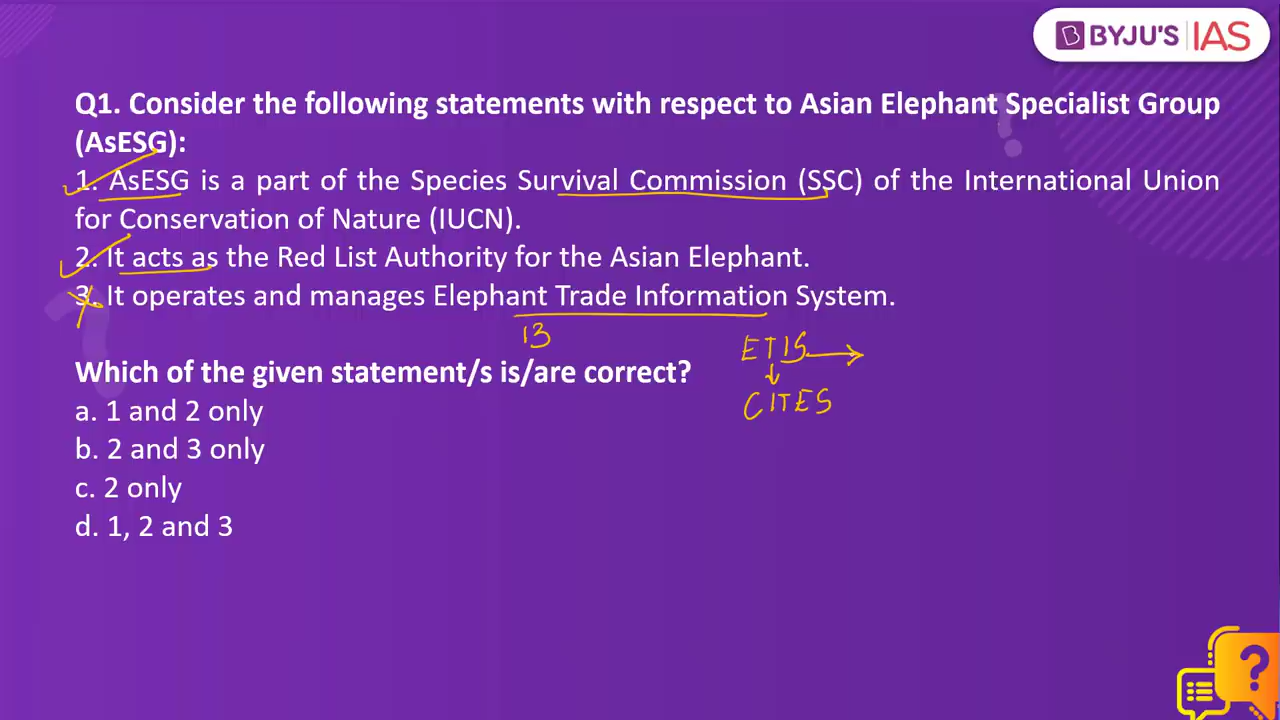 BYJU'S IAS
Q1. Consider the following statements with respect to Asian Elephant Specialist Group
(AsESG):
1. AsESG is a part of the Species Survival Commission (SSC) of the International Union
for Conservation of Nature (IUCN).
2. It acts as the Red List Authority for the Asian Elephant.
3. It operates and manages Elephant Trade Information System.
13
ETIS
CITES
Which of the given statement/s is/are correct?
a. 1 and 2 only
b. 2 and 3 only
c. 2 only
d. 1, 2 and 3